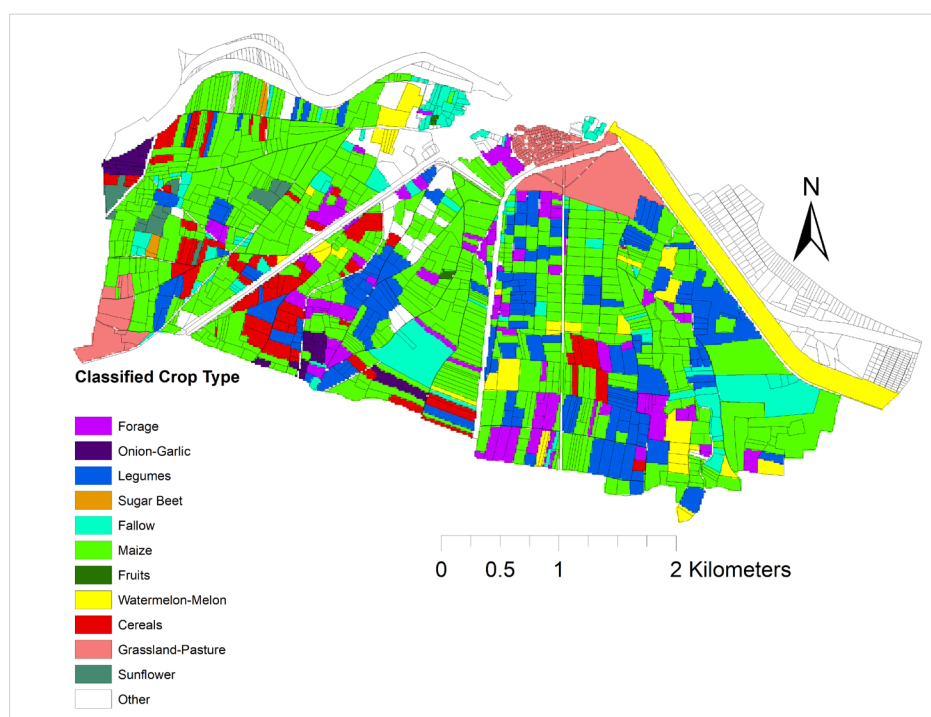 N
Classified Crop Type
Forage
Onion-Garlic
Legumes
Sugar Beet
Fallow
Maize
Fruits
Watermelon-Melon
Cereals
Grassland-Pasture
Sunflower
Other
0 0.5 1 2 Kilometers